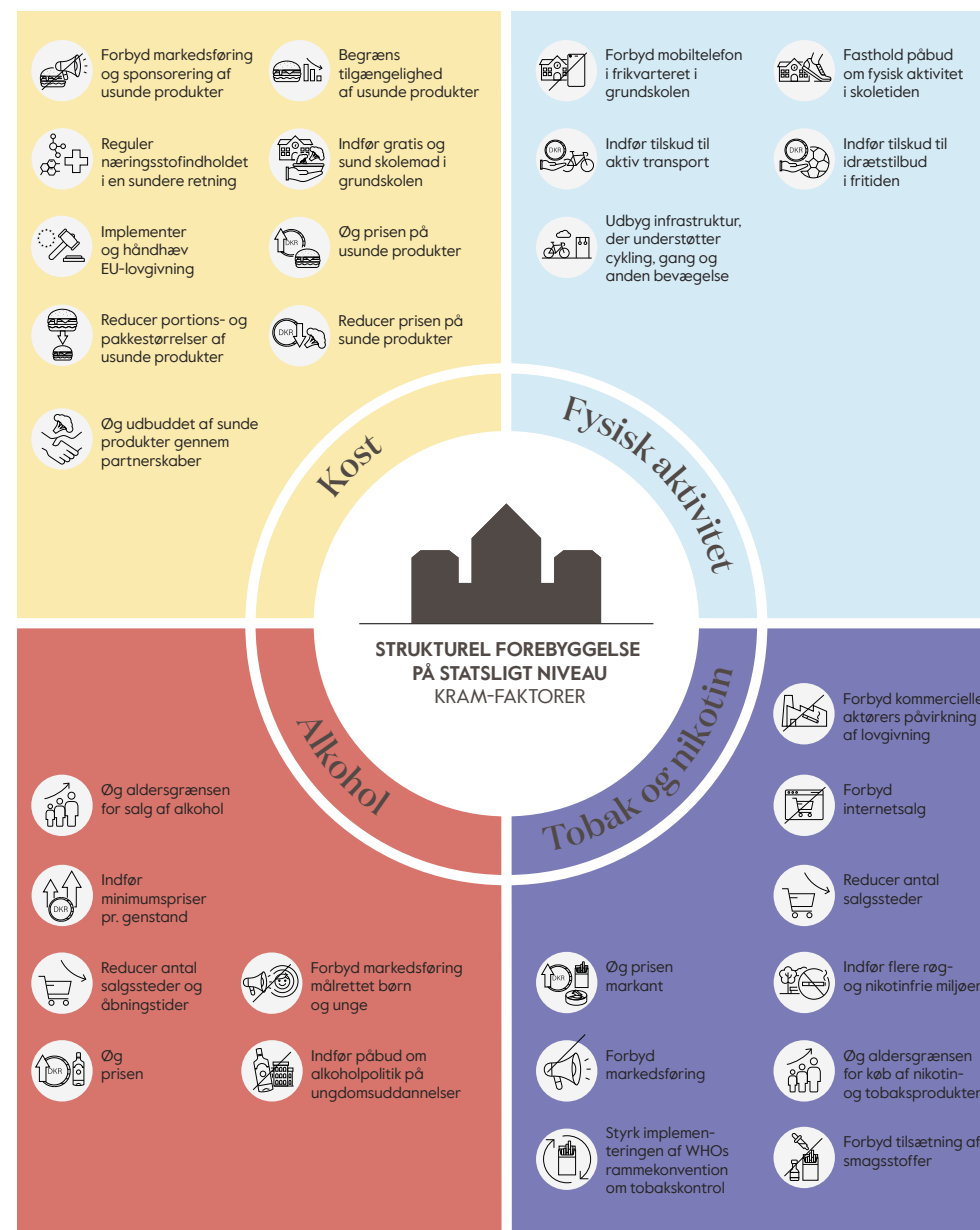 Forbyd markedsføring
og sponsorering af
usunde produkter
Begræns
tilgængelighed
af usunde produkter
Reguler
næringsstofindholdet
i en sundere retning
Indfør gratis og
sund skolemad i
grundskolen
Implementer
og håndhæv
EU-lovgivning
DKR
Øg prisen på
usunde produkter
Reducer portions- og
pakkestørrelser af
usunde produkter
DKR
Reducer prisen på
sunde produkter
Øg udbuddet af sunde
produkter gennem
partnerskaber
Kost
Forbyd mobiltelefon
i frikvarteret i
grundskolen
Fasthold påbud
om fysisk aktivitet
i skoletiden
DKR
Indfør tilskud til
aktiv transport
DKR
Indfør tilskud til
idrætstilbud
i fritiden
Udbyg infrastruktur,
der understøtter
cykling, gang og
anden bevægelse
Fysisk aktivitet
STRUKTUREL FOREBYGGELSE
PÅ STATSLIGT NIVEAU
KRAM-FAKTORER
Alkohol
Øg aldersgrænsen
for salg af alkohol
DKR
Indfør
minimumspriser
pr. genstand
Reducer antal
salgssteder og
åbningstider
Forbyd markedsføring
målrettet børn
og unge
DKR
Øg
prisen
Indfør påbud om
alkoholpolitik på
ungdomsuddannelser
Tobak og nikotin
Forbyd kommercielle
aktørers påvirkning
af lovgivning
Forbyd
internetsalg
Reducer antal
salgssteder
DKR
Øg prisen
markant
Indfør flere røg-
og nikotinfrie miljøer
Forbyd
markedsføring
Øg aldersgrænsen
for køb af nikotin-
og tobaksprodukter
Styrk implemen-
teringen af WHOs
rammekonvention
om tobakskontrol
Forbyd tilsætning af
smagsstoffer